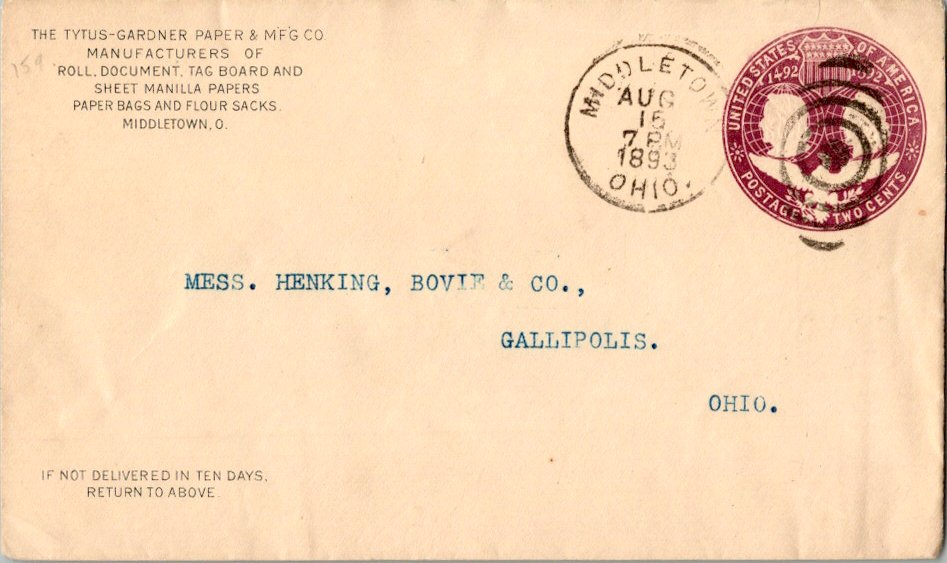 THE TYTUS-GARDNER PAPER & MFG CO.
MANUFACTURERS OF
ROLL, DOCUMENT, TAG BOARD AND
SHEET MANILLA PAPERS
PAPER BAGS AND FLOUR SACKS.
MIDDLETOWN, O.
159.
MIDDLETOWN
AUG
15
7 PM
1893
OHIO.
UNITED STATES OF AMERICA
1492 1892
POSTAGE TWO CENTS
MESS. HENKING, BOVIE & CO.,
GALLIPOLIS.
OHIO.
IF NOT DELIVERED IN TEN DAYS,
RETURN TO ABOVE.